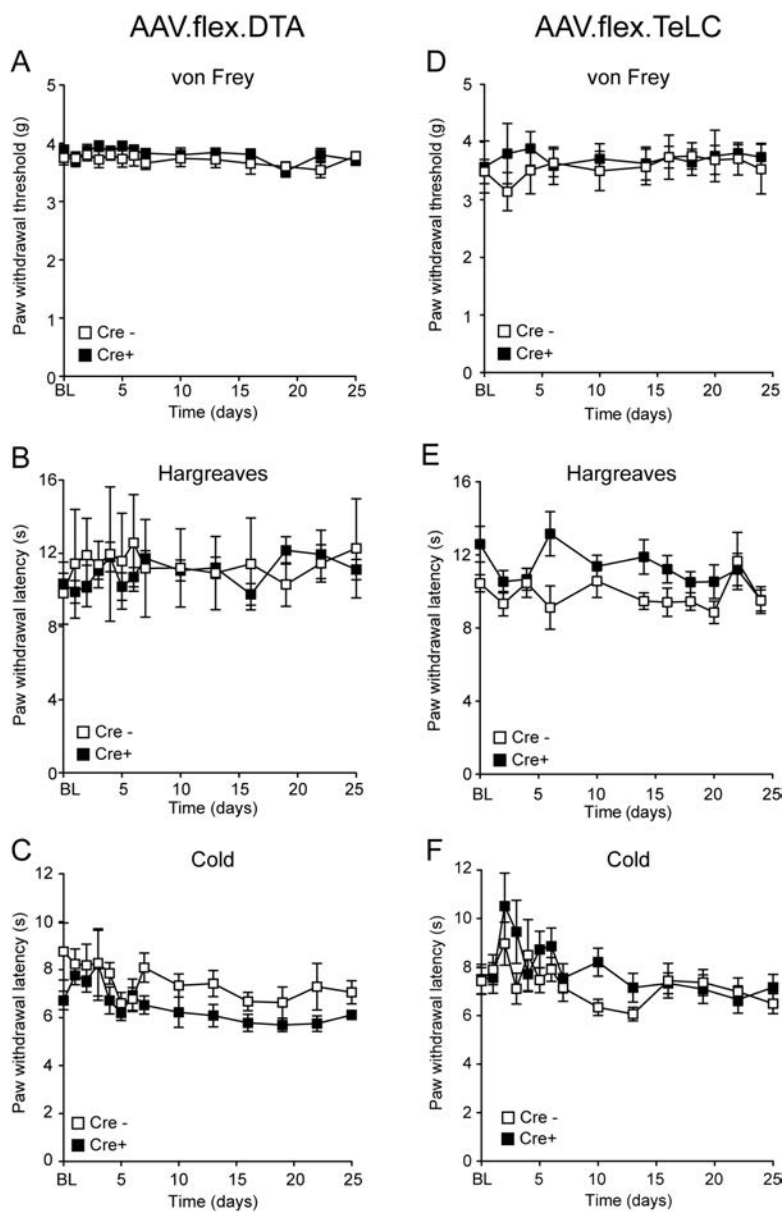 AAV.flex.DTA
AAV.flex.TeLC
A
von Frey
Paw withdrawal threshold (g)
5
4
3
2
1
0
Cre -
Cre+
BL 5 10 15 20 25
Time (days)
D
von Frey
Paw withdrawal threshold (g)
5
4
3
2
1
0
Cre -
Cre+
BL 5 10 15 20 25
Time (days)
B
Hargreaves
Paw withdrawal latency (s)
16
12
8
4
0
Cre -
Cre+
BL 5 10 15 20 25
Time (days)
E
Hargreaves
Paw withdrawal latency (s)
16
12
8
4
0
Cre -
Cre+
BL 5 10 15 20 25
Time (days)
C
Cold
Paw withdrawal latency (s)
12
10
8
6
4
2
0
Cre -
Cre+
BL 5 10 15 20 25
Time (days)
F
Cold
Paw withdrawal latency (s)
12
10
8
6
4
2
0
Cre -
Cre+
BL 5 10 15 20 25
Time (days)